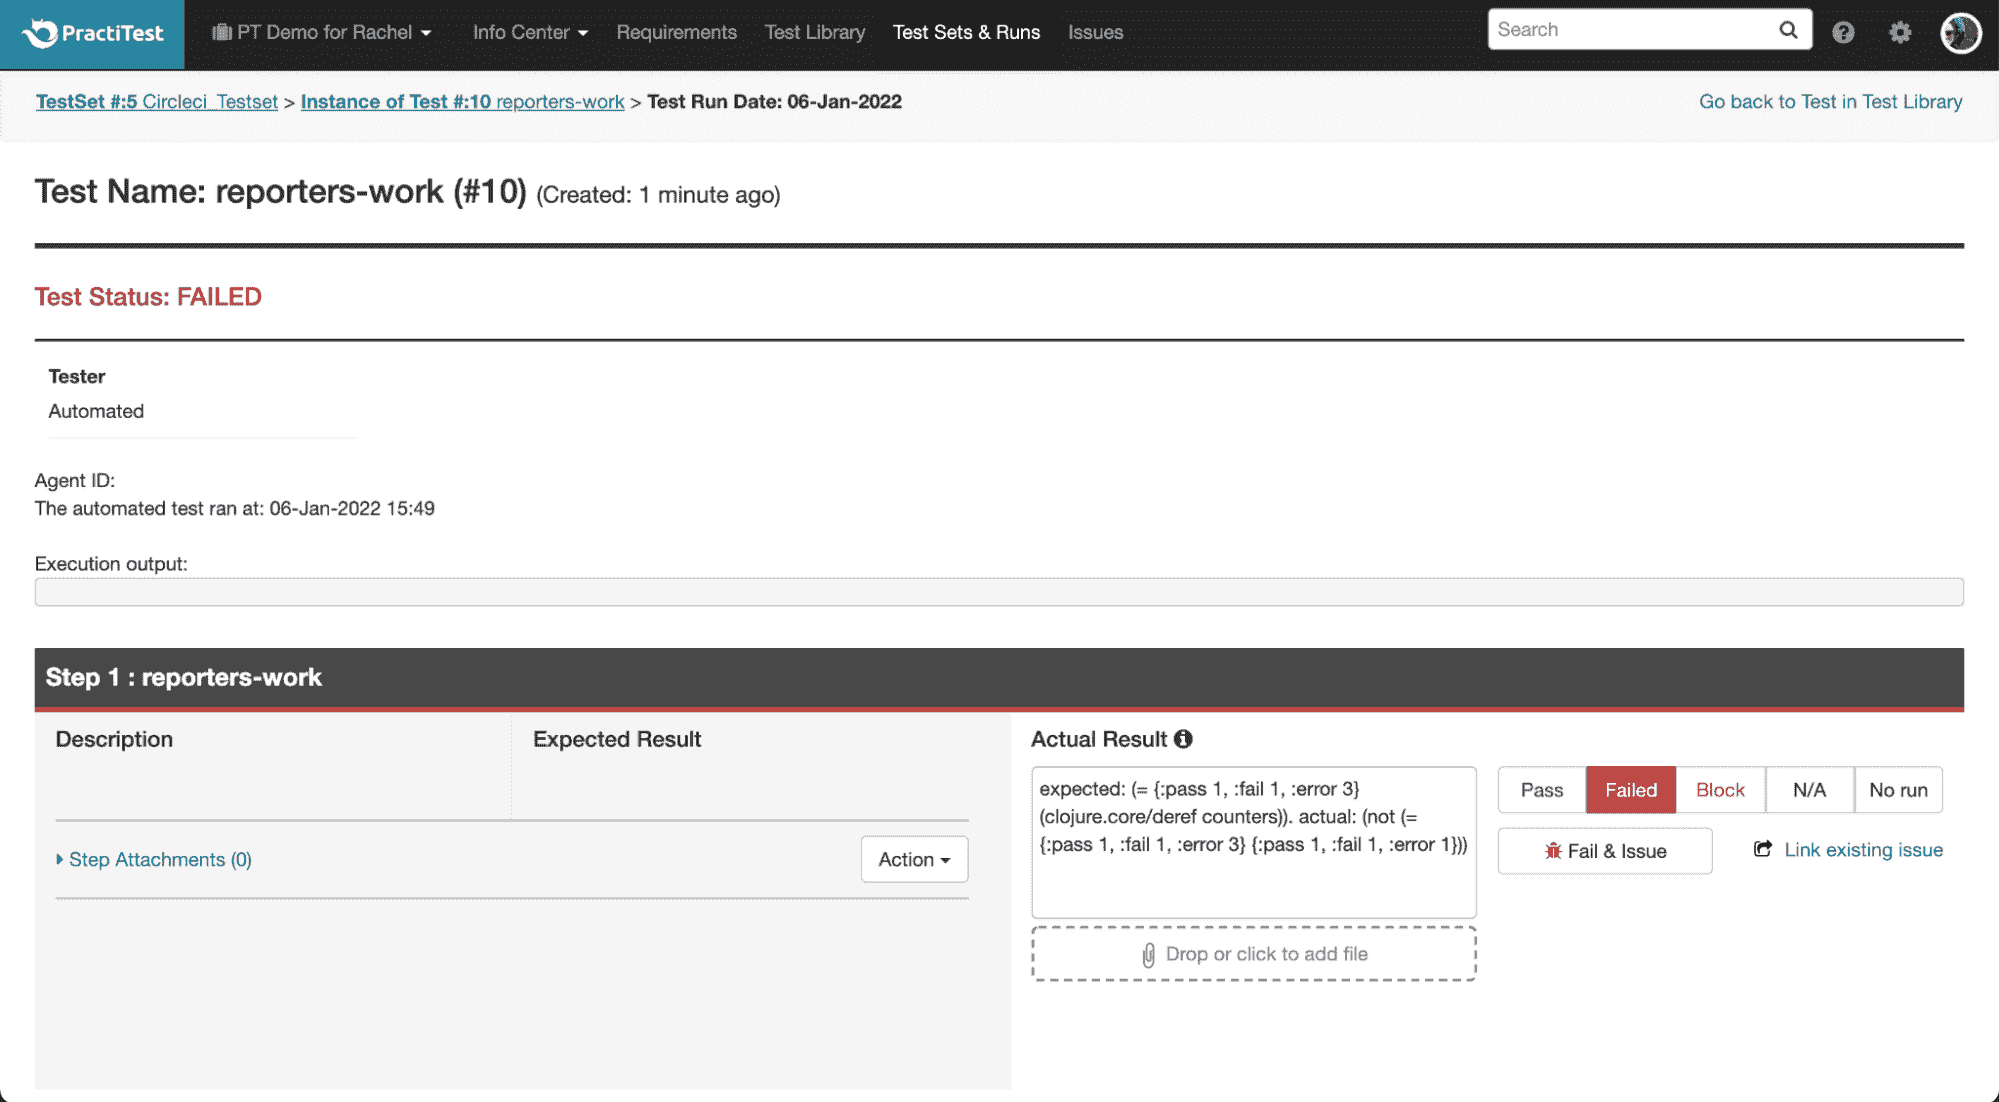 PractiTest
PT Demo for Rachel
Info Center
Requirements
Test Library
Test Sets & Runs
Issues
Search
TestSet #:5 Circleci_Testset > Instance of Test #:10 reporters-work > Test Run Date: 06-Jan-2022
Go back to Test in Test Library
Test Name: reporters-work (#10) (Created: 1 minute ago)
Test Status: FAILED
Tester
Automated
Agent ID:
The automated test ran at: 06-Jan-2022 15:49
Execution output:
Step 1 : reporters-work
Description
Expected Result
Actual Result
expected: (= {:pass 1, :fail 1, :error 3}
(clojure.core/deref counters)). actual: (not (=
{:pass 1, :fail 1, :error 3} {:pass 1, :fail 1, :error 1}))
Pass
Failed
Block
N/A
No run
Step Attachments (0)
Action
Fail & Issue
Link existing issue
Drop or click to add file